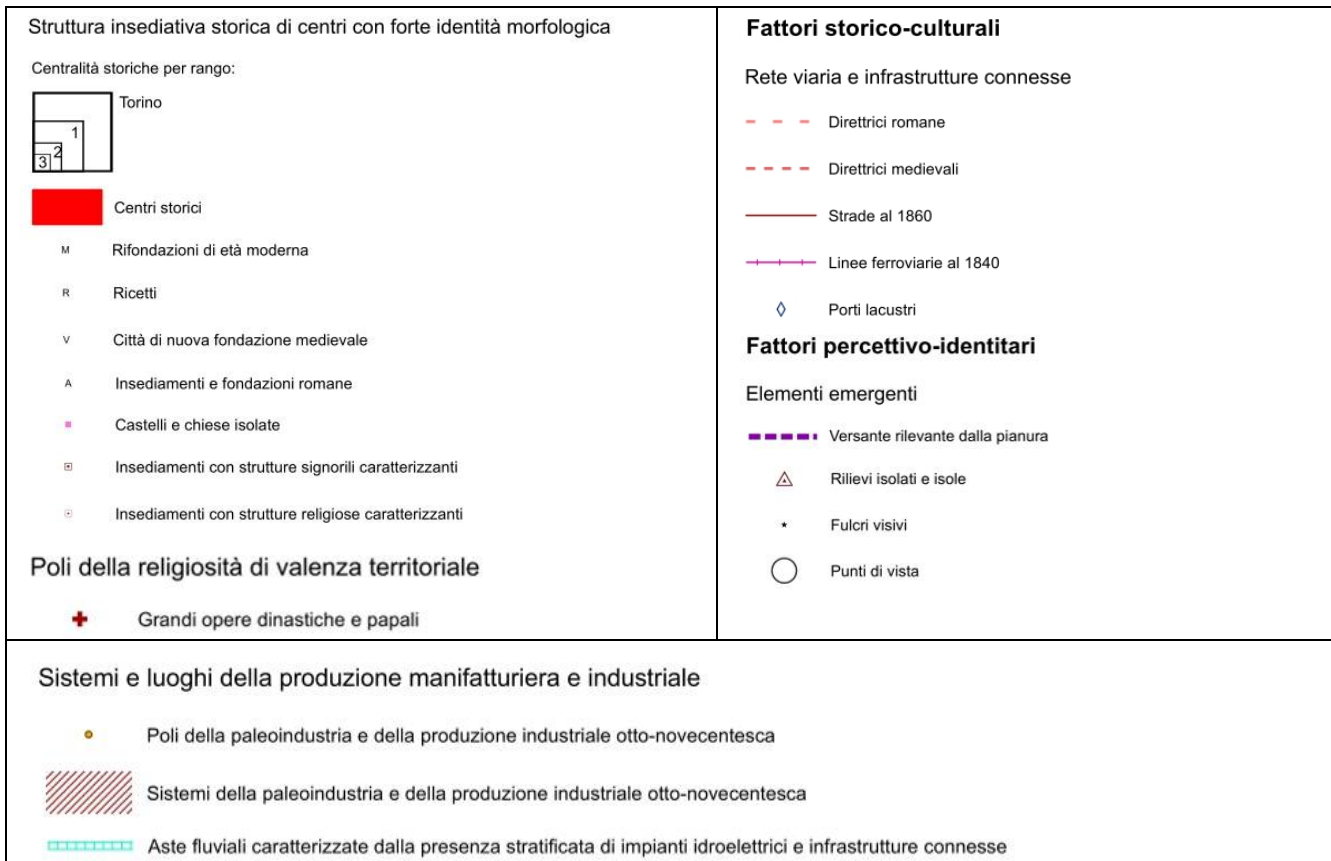 Struttura insediativa storica di centri con forte identità morfologica
Centralità storiche per rango:
Torino
1
2
3
Centri storici
M Rifondazioni di età moderna
R Ricetti
V Città di nuova fondazione medievale
A Insediamenti e fondazioni romane
Castelli e chiese isolate
Insediamenti con strutture signorili caratterizzanti
Insediamenti con strutture religiose caratterizzanti
Poli della religiosità di valenza territoriale
Grandi opere dinastiche e papali
Fattori storico-culturali
Rete viaria e infrastrutture connesse
Direttrici romane
Direttrici medievali
Strade al 1860
Linee ferroviarie al 1840
Porti lacustri
Fattori percettivo-identitari
Elementi emergenti
Versante rilevante dalla pianura
Rilievi isolati e isole
Fulcri visivi
Punti di vista
Sistemi e luoghi della produzione manifatturiera e industriale
Poli della paleoindustria e della produzione industriale otto-novecentesca
Sistemi della paleoindustria e della produzione industriale otto-novecentesca
Aste fluviali caratterizzate dalla presenza stratificata di impianti idroelettrici e infrastrutture connesse